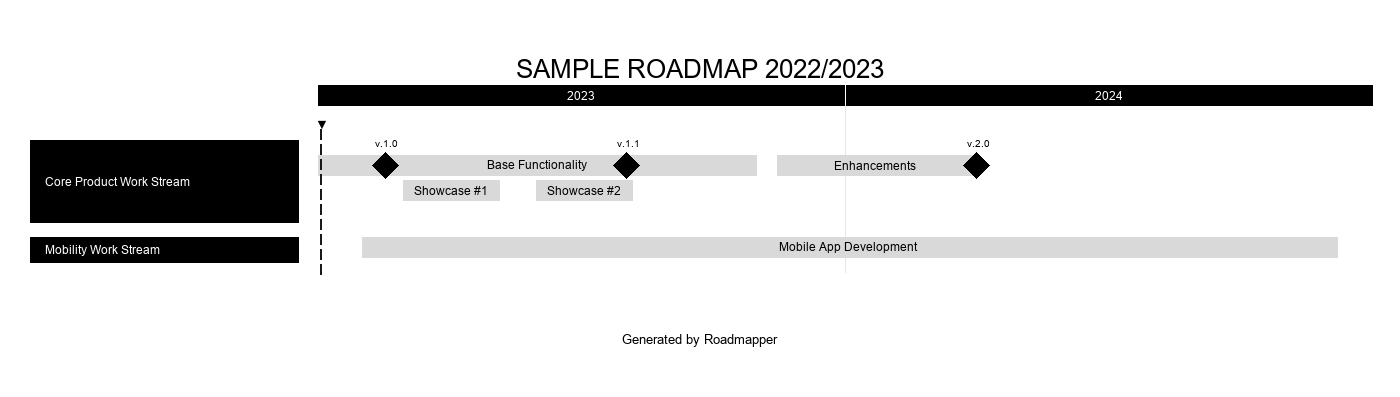 SAMPLE ROADMAP 2022/2023
2023 2024
v.1.0 v.1.1 v.2.0
Base Functionality Enhancements
Core Product Work Stream
Showcase #1 Showcase #2
Mobility Work Stream
Mobile App Development
Generated by Roadmapper